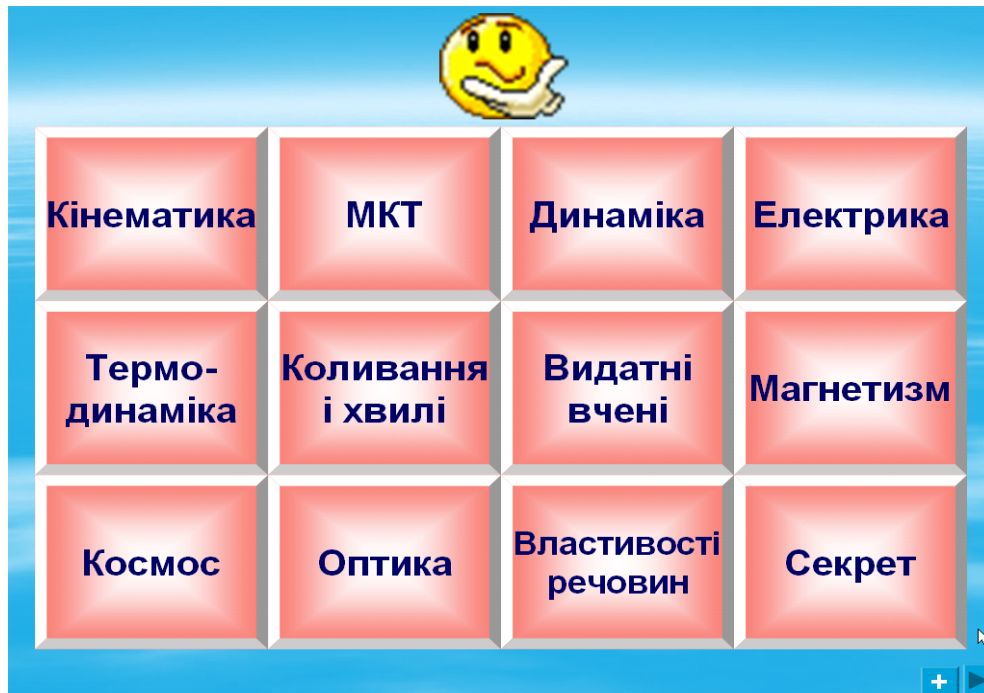 Кінематика
МКТ
Динаміка
Електрика
Термо-
динаміка
Коливання
і хвилі
Видатні
вчені
Магнетизм
Космос
Оптика
Властивості
речовин
Секрет